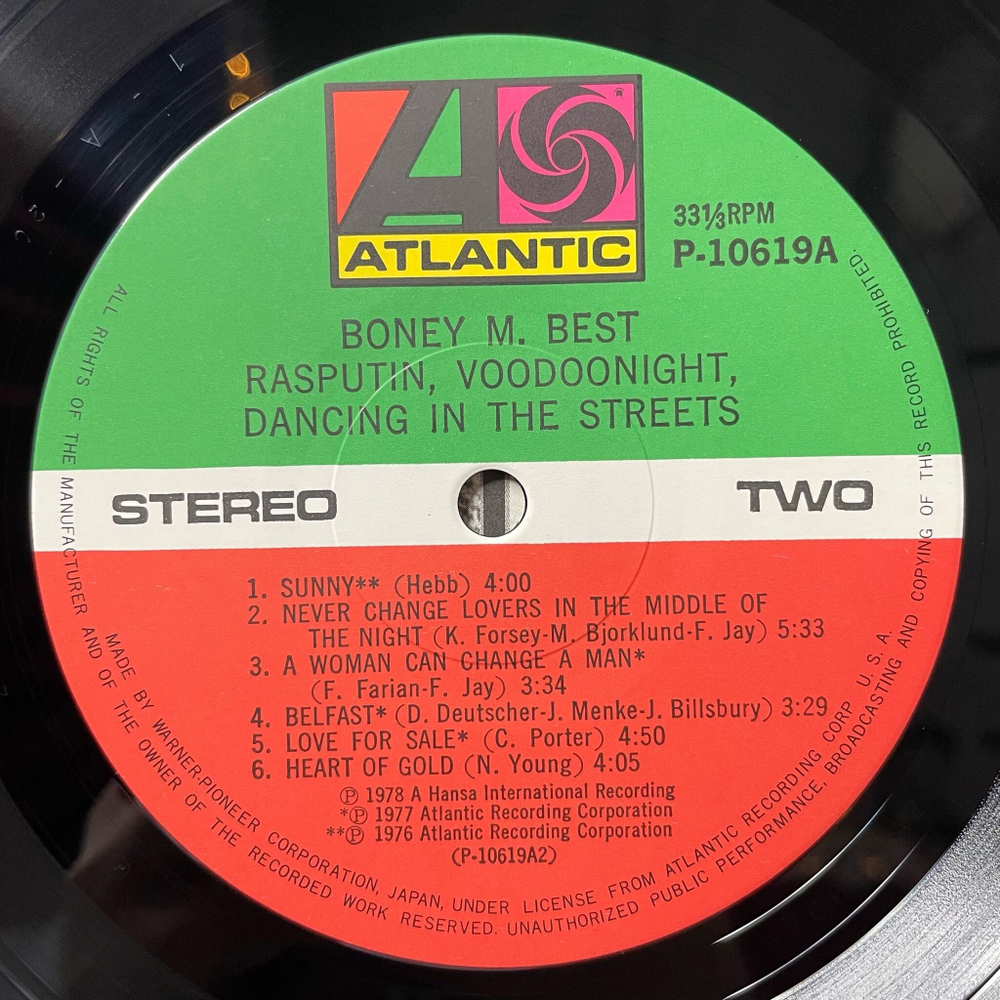 ATLANTIC
®
33⅓RPM
P-10619A
BONEY M. BEST
RASPUTIN, VOODOONIGHT,
DANCING IN THE STREETS
STEREO
TWO
1. SUNNY** (Hebb) 4:00
2. NEVER CHANGE LOVERS IN THE MIDDLE OF
THE NIGHT (K. Forsey-M. Bjorklund-F. Jay) 5:33
3. A WOMAN CAN CHANGE A MAN*
(F. Farian-F. Jay) 3:34
4. BELFAST* (D. Deutscher-J. Menke-J. Billsbury) 3:29
5. LOVE FOR SALE* (C. Porter) 4:50
6. HEART OF GOLD (N. Young) 4:05
Ⓟ 1978 A Hansa International Recording
*Ⓟ 1977 Atlantic Recording Corporation
**Ⓟ 1976 Atlantic Recording Corporation
(P-10619A2)
MADE BY WARNER-PIONEER CORPORATION, JAPAN, UNDER LICENSE FROM ATLANTIC RECORDING CORP. U. S. A.
ALL RIGHTS OF THE MANUFACTURER AND OF THE OWNER OF THE RECORDED WORK RESERVED. UNAUTHORIZED PUBLIC PERFORMANCE, BROADCASTING AND COPYING OF THIS RECORD PROHIBITED.